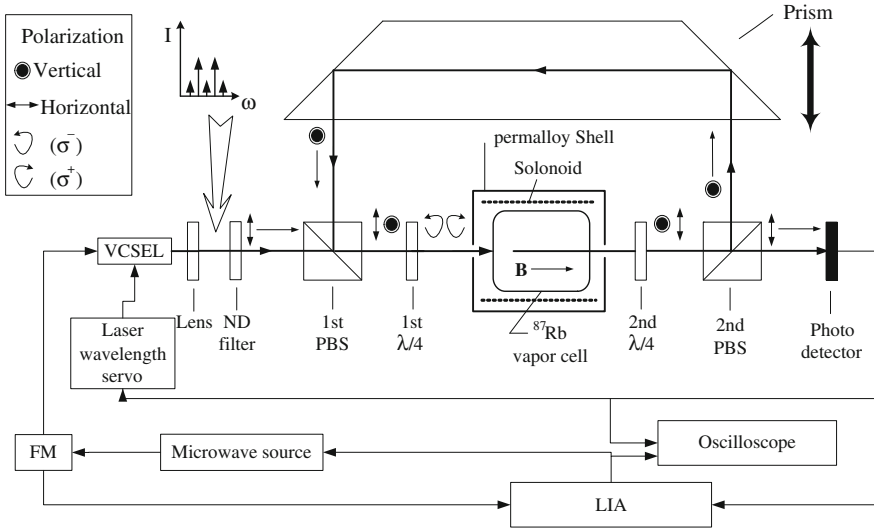 Polarization
Vertical
Horizontal
(σ⁻)
(σ⁺)
I
ω
Prism
permalloy Shell
Solonoid
VCSEL
B
Lens
ND
filter
1st
PBS
1st
λ/4
⁸⁷Rb
vapor cell
2nd
λ/4
2nd
PBS
Photo
detector
Laser
wavelength
servo
FM
Microwave source
Oscilloscope
LIA